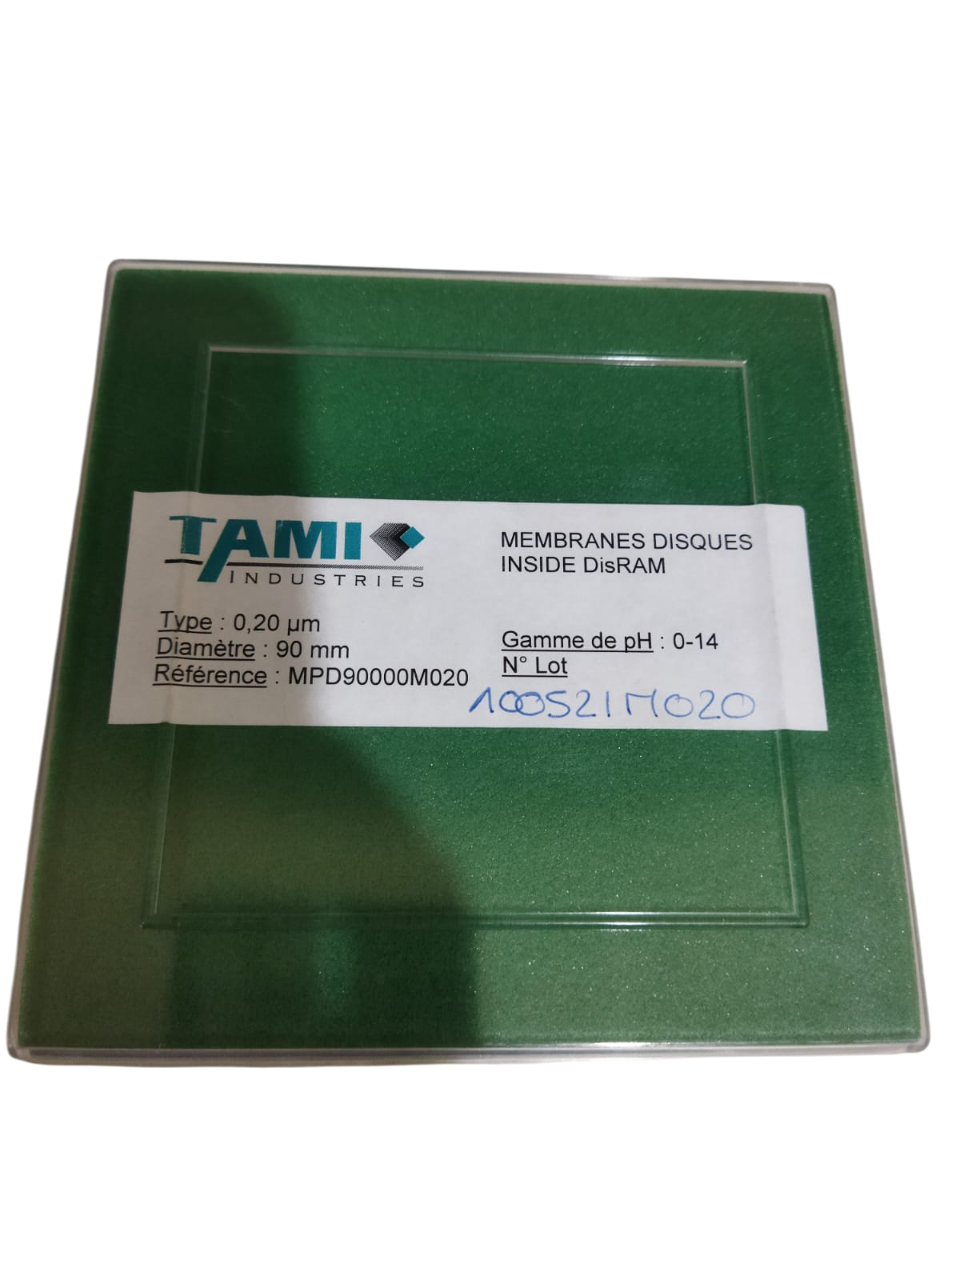 TAMI
INDUSTRIES
MEMBRANES DISQUES
INSIDE DisRAM
Type : 0,20 µm
Diamètre : 90 mm
Référence : MPD90000M020
Gamme de pH : 0-14
N° Lot
100521M020